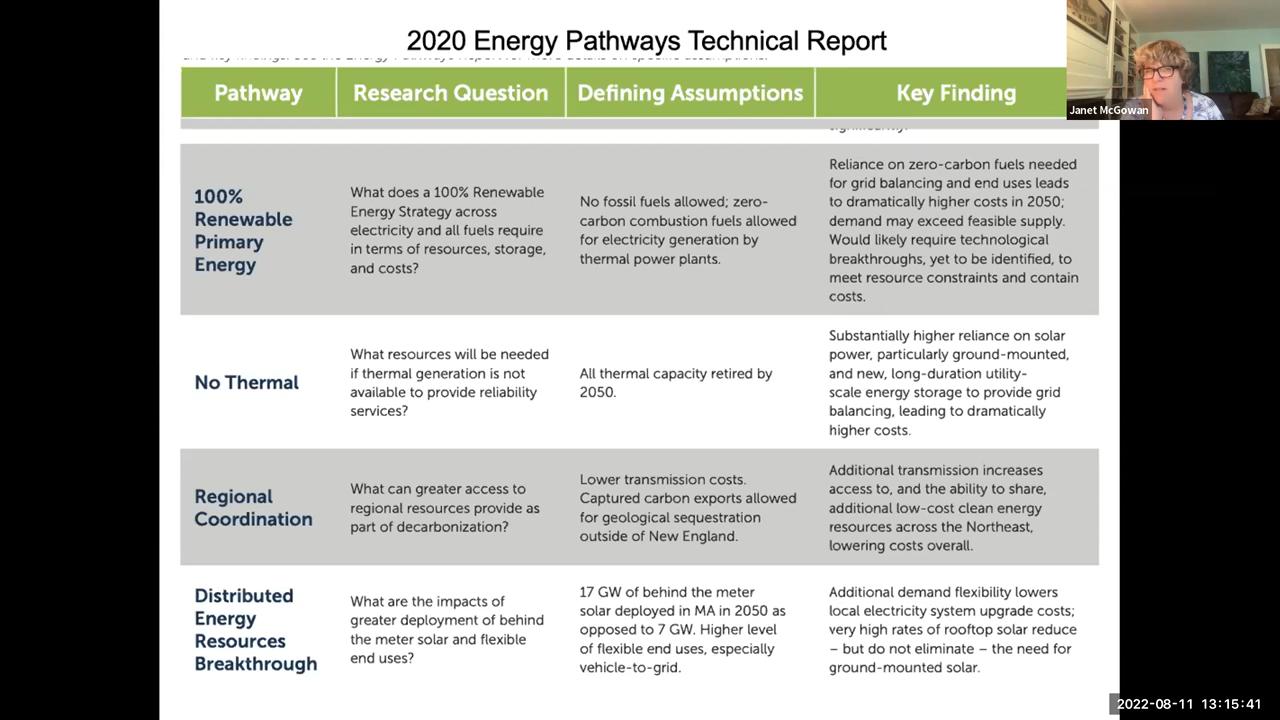 2020 Energy Pathways Technical Report
Pathway
Research Question
Defining Assumptions
Key Finding
significantly.
100%
Renewable
Primary
Energy
What does a 100% Renewable
Energy Strategy across
electricity and all fuels require
in terms of resources, storage,
and costs?
No fossil fuels allowed; zero-
carbon combustion fuels allowed
for electricity generation by
thermal power plants.
Reliance on zero-carbon fuels needed
for grid balancing and end uses leads
to dramatically higher costs in 2050;
demand may exceed feasible supply.
Would likely require technological
breakthroughs, yet to be identified, to
meet resource constraints and contain
costs.
No Thermal
What resources will be needed
if thermal generation is not
available to provide reliability
services?
All thermal capacity retired by
2050.
Substantially higher reliance on solar
power, particularly ground-mounted,
and new, long-duration utility-
scale energy storage to provide grid
balancing, leading to dramatically
higher costs.
Regional
Coordination
What can greater access to
regional resources provide as
part of decarbonization?
Lower transmission costs.
Captured carbon exports allowed
for geological sequestration
outside of New England.
Additional transmission increases
access to, and the ability to share,
additional low-cost clean energy
resources across the Northeast,
lowering costs overall.
Distributed
Energy
Resources
Breakthrough
What are the impacts of
greater deployment of behind
the meter solar and flexible
end uses?
17 GW of behind the meter
solar deployed in MA in 2050 as
opposed to 7 GW. Higher level
of flexible end uses, especially
vehicle-to-grid.
Additional demand flexibility lowers
local electricity system upgrade costs;
very high rates of rooftop solar reduce
– but do not eliminate – the need for
ground-mounted solar.
Janet McGowan
2022-08-11 13:15:41